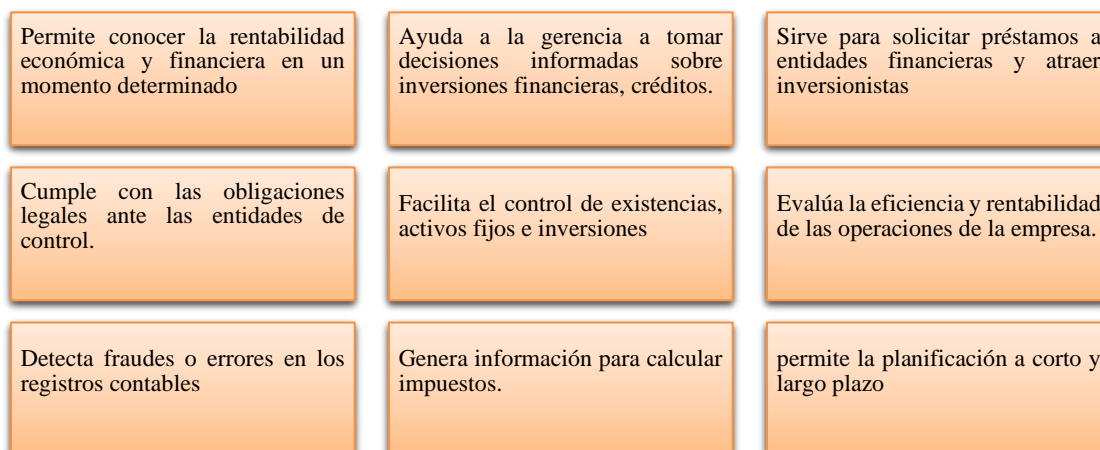 Permite conocer la rentabilidad
económica y financiera en un
momento determinado
Ayuda a la gerencia a tomar
decisiones informadas sobre
inversiones financieras, créditos.
Sirve para solicitar préstamos a
entidades financieras y atraer
inversionistas
Cumple con las obligaciones
legales ante las entidades de
control.
Facilita el control de existencias,
activos fijos e inversiones
Evalúa la eficiencia y rentabilidad
de las operaciones de la empresa.
Detecta fraudes o errores en los
registros contables
Genera información para calcular
impuestos.
permite la planificación a corto y
largo plazo